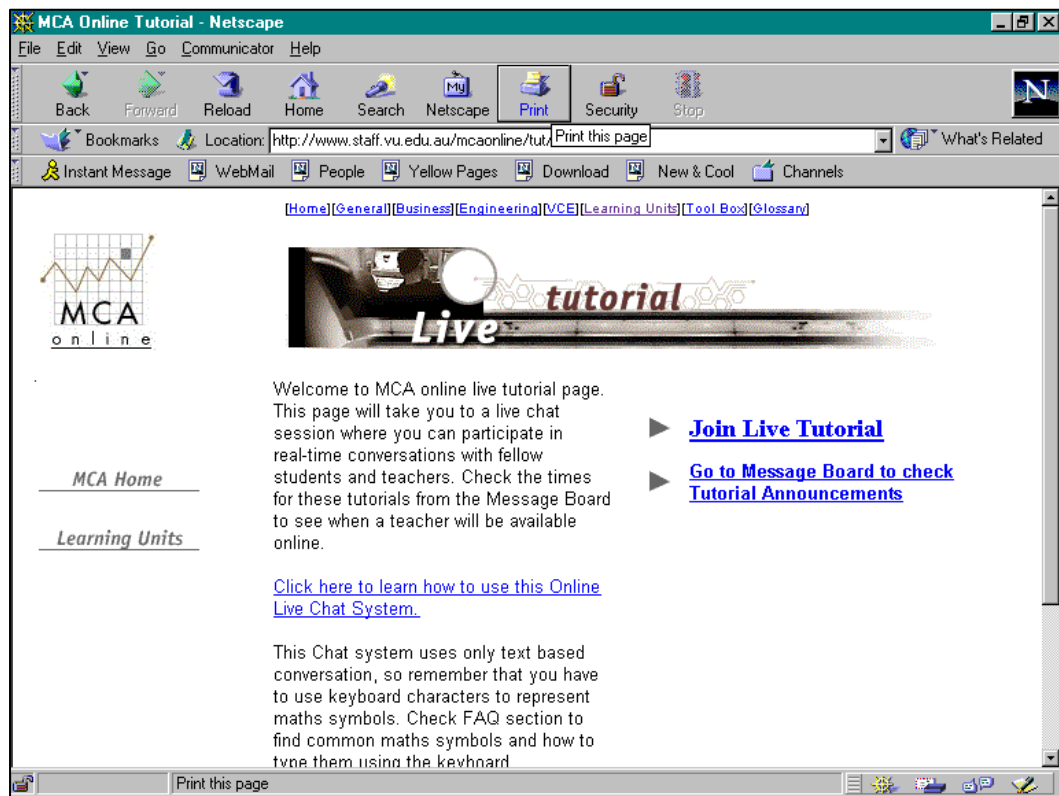 MCA Online Tutorial - Netscape
File Edit View Go Communicator Help
My
Back Forward Reload Home Search Netscape Print Security Stop
N
Bookmarks Location: http://www.staff.vu.edu.au/mcaonline/tut/ Print this page What's Related
Instant Message WebMail People Yellow Pages Download New & Cool Channels
[Home][General][Business][Engineering][VCE][Learning Units][Tool Box][Glossary]
MCA
online
Live tutorial
Welcome to MCA online live tutorial page.
This page will take you to a live chat
session where you can participate in
real-time conversations with fellow
students and teachers. Check the times
for these tutorials from the Message Board
to see when a teacher will be available
online.
Join Live Tutorial
Go to Message Board to check
Tutorial Announcements
MCA Home
Learning Units
Click here to learn how to use this Online
Live Chat System.
This Chat system uses only text based
conversation, so remember that you have
to use keyboard characters to represent
maths symbols. Check FAQ section to
find common maths symbols and how to
type them using the keyboard
Print this page